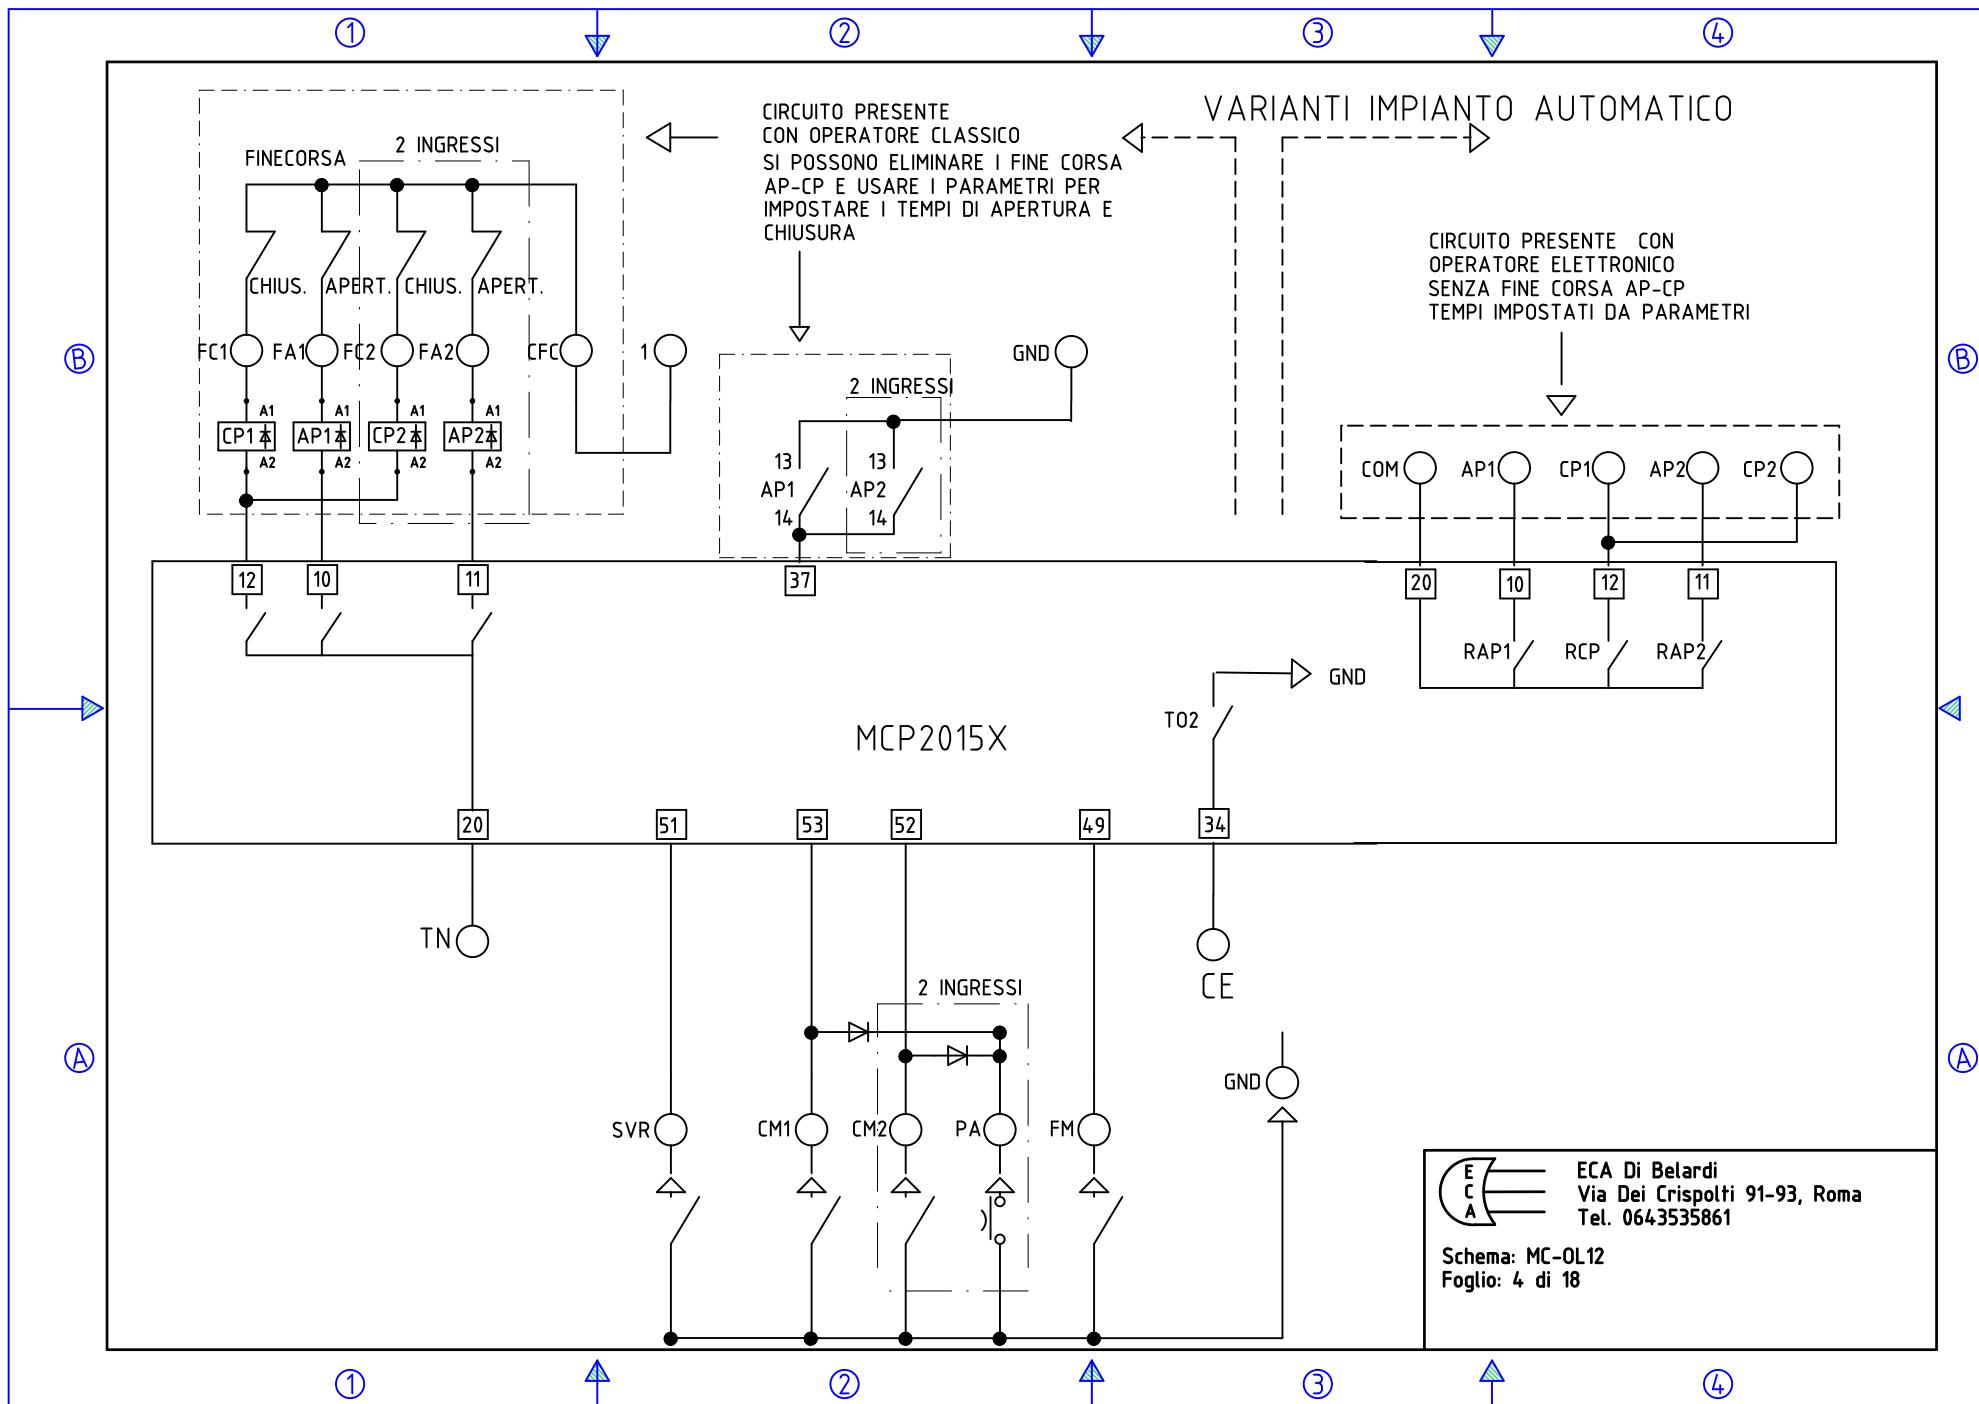 1 2 3 4
VARIANTI IMPIANTO AUTOMATICO
CIRCUITO PRESENTE
CON OPERATORE CLASSICO
SI POSSONO ELIMINARE I FINE CORSA
AP-CP E USARE I PARAMETRI PER
IMPOSTARE I TEMPI DI APERTURA E
CHIUSURA
2 INGRESSI
FINECORSA
CHIUS. APERT. CHIUS. APERT.
CIRCUITO PRESENTE CON
OPERATORE ELETTRONICO
SENZA FINE CORSA AP-CP
TEMPI IMPOSTATI DA PARAMETRI
B FC1 FA1 FC2 FA2 CFC 1 GND B
2 INGRESSI
A1 A1 A1 A1
CP1 AP1 CP2 AP2
A2 A2 A2 A2
13 13
AP1 AP2
14 14
COM AP1 CP1 AP2 CP2
12 10 11 37 20 10 12 11
RAP1 RCP RAP2
GND
TO2
MCP2015X
20 51 53 52 49 34
TN
CE
2 INGRESSI
A A
GND
SVR CM1 CM2 PA FM
E
C
A
ECA Di Belardi
Via Dei Crispolti 91-93, Roma
Tel. 0643535861
Schema: MC-OL12
Foglio: 4 di 18
1 2 3 4